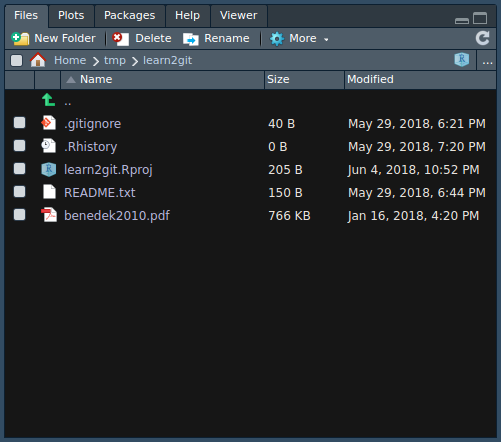 Files Plots Packages Help Viewer
New Folder Delete Rename More
Home tmp learn2git R ...
Name Size Modified
..
.gitignore 40 B May 29, 2018, 6:21 PM
.Rhistory 0 B May 29, 2018, 7:20 PM
learn2git.Rproj 205 B Jun 4, 2018, 10:52 PM
README.txt 150 B May 29, 2018, 6:44 PM
benedek2010.pdf 766 KB Jan 16, 2018, 4:20 PM